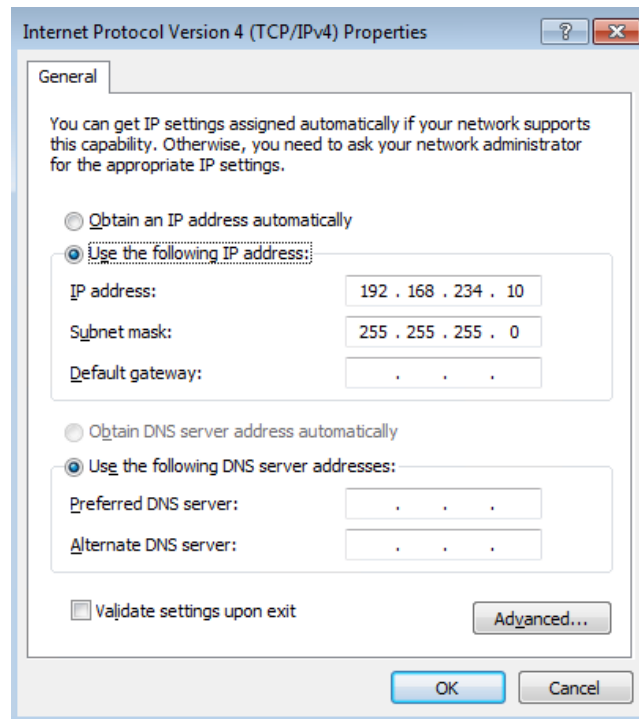 Internet Protocol Version 4 (TCP/IPv4) Properties
General
You can get IP settings assigned automatically if your network supports
this capability. Otherwise, you need to ask your network administrator
for the appropriate IP settings.
Obtain an IP address automatically
Use the following IP address:
IP address: 192 . 168 . 234 . 10
Subnet mask: 255 . 255 . 255 . 0
Default gateway: . . .
Obtain DNS server address automatically
Use the following DNS server addresses:
Preferred DNS server: . . .
Alternate DNS server: . . .
Validate settings upon exit
Advanced...
OK Cancel